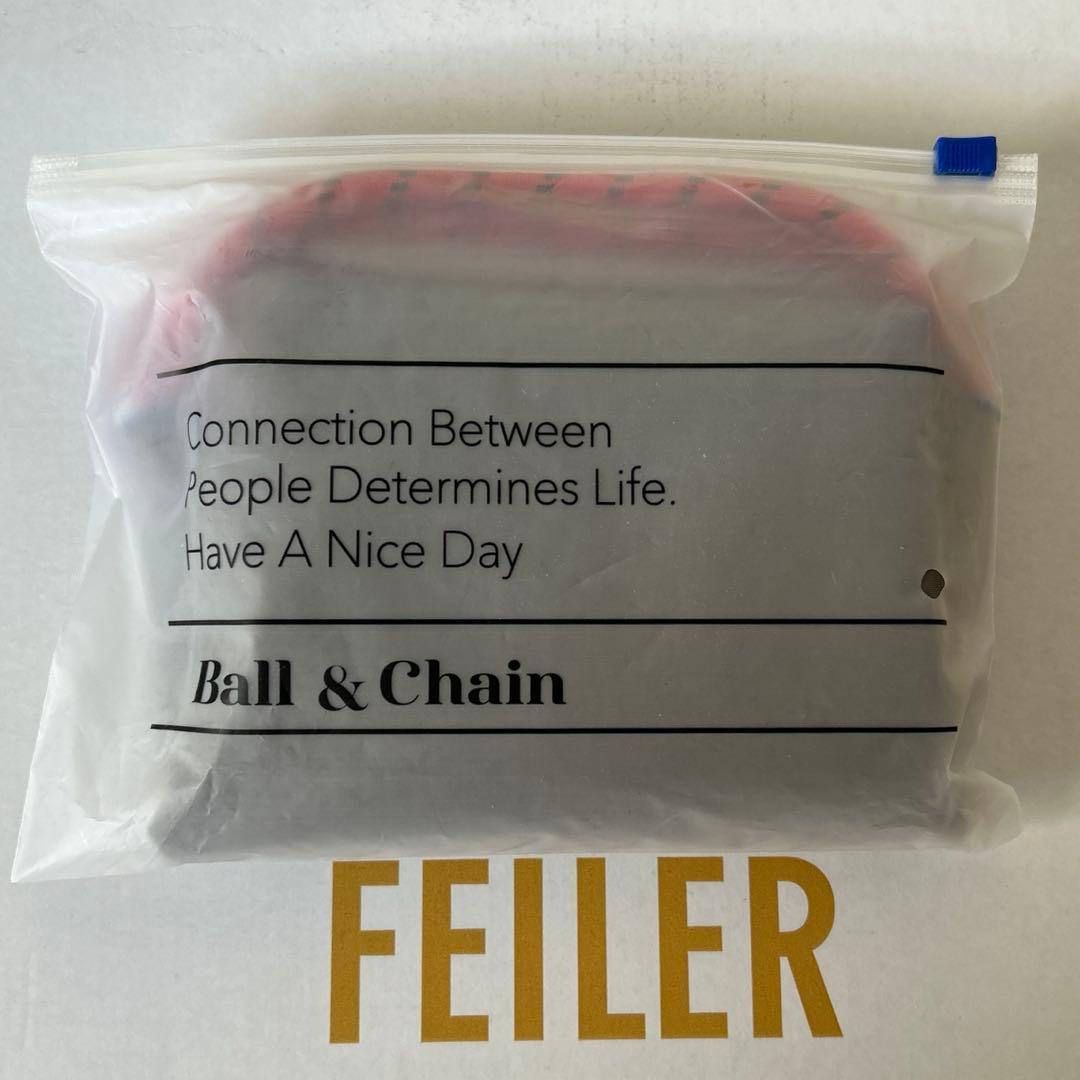 Connection Between
People Determines Life.
Have A Nice Day
Ball & Chain
FEILER